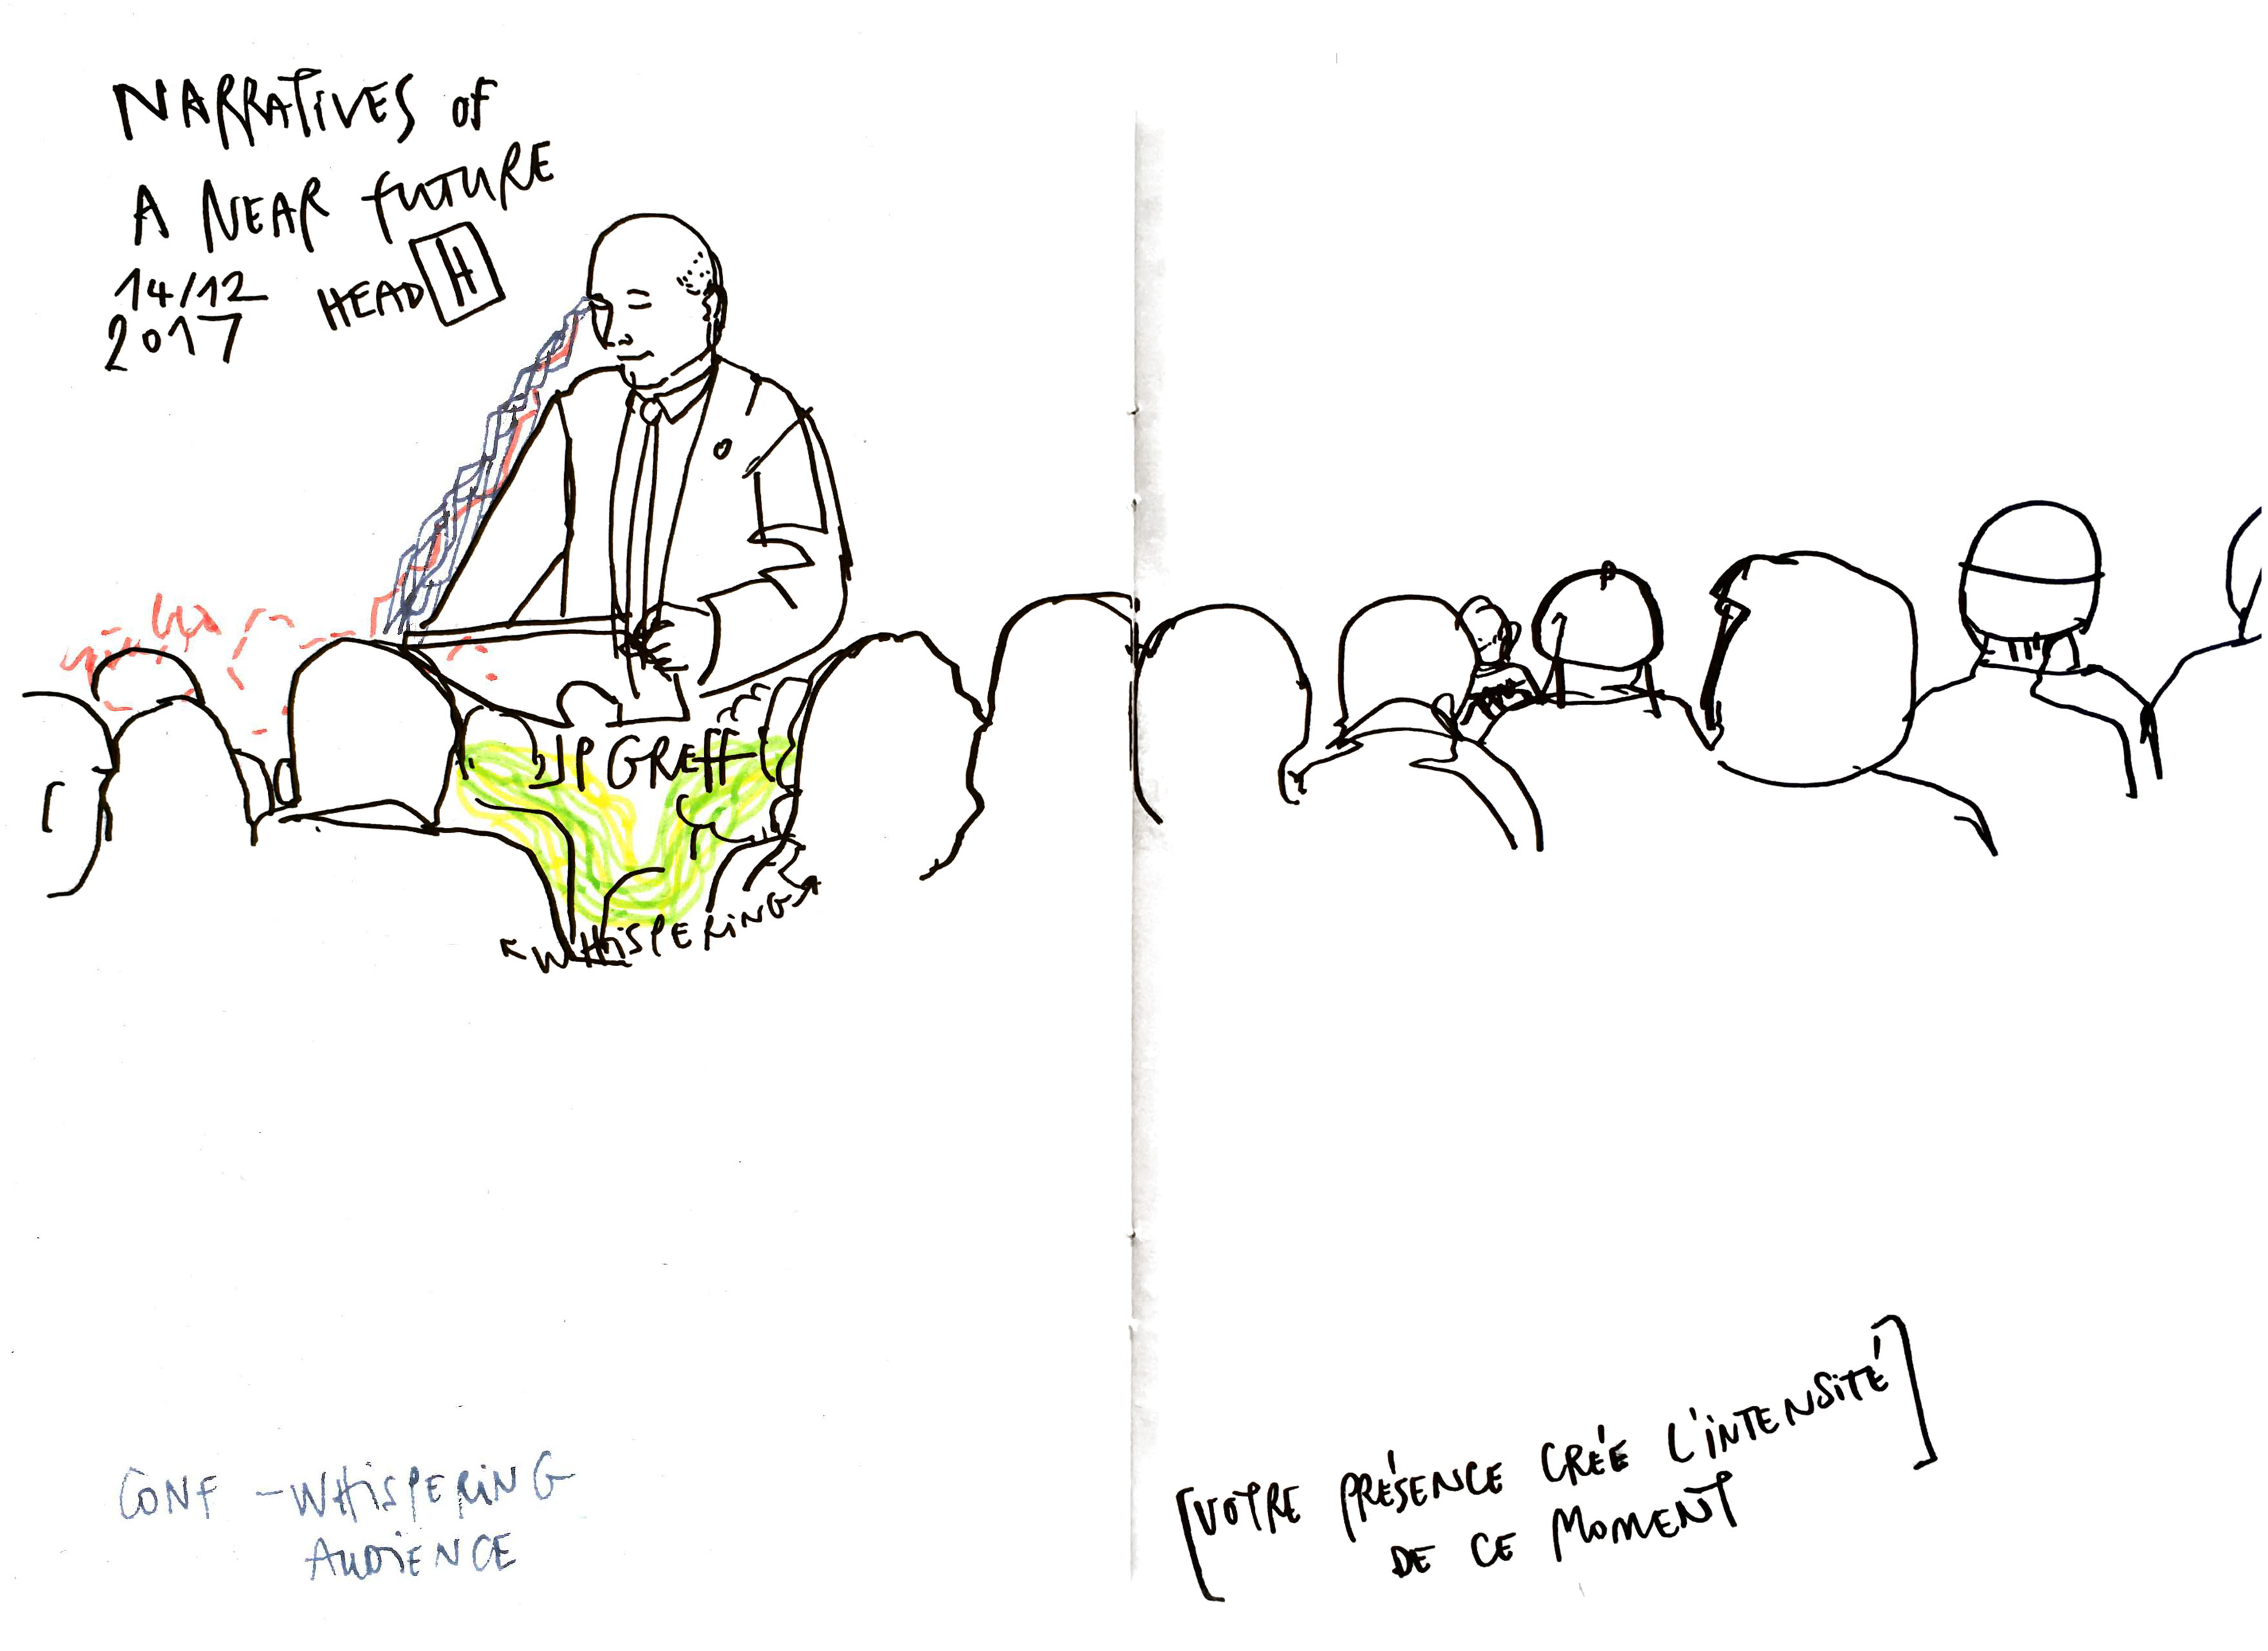 NARRATIVES of
A NEAR fUTURE
14/12
2017
HEAD H
JP GREff
WHiSPERiNG
CONF – WHiSPERiNG
AUDiENCE
[VOTRE PRÉSENCE CRÉE L'iNTENSiTÉ
DE CE MOMENT]